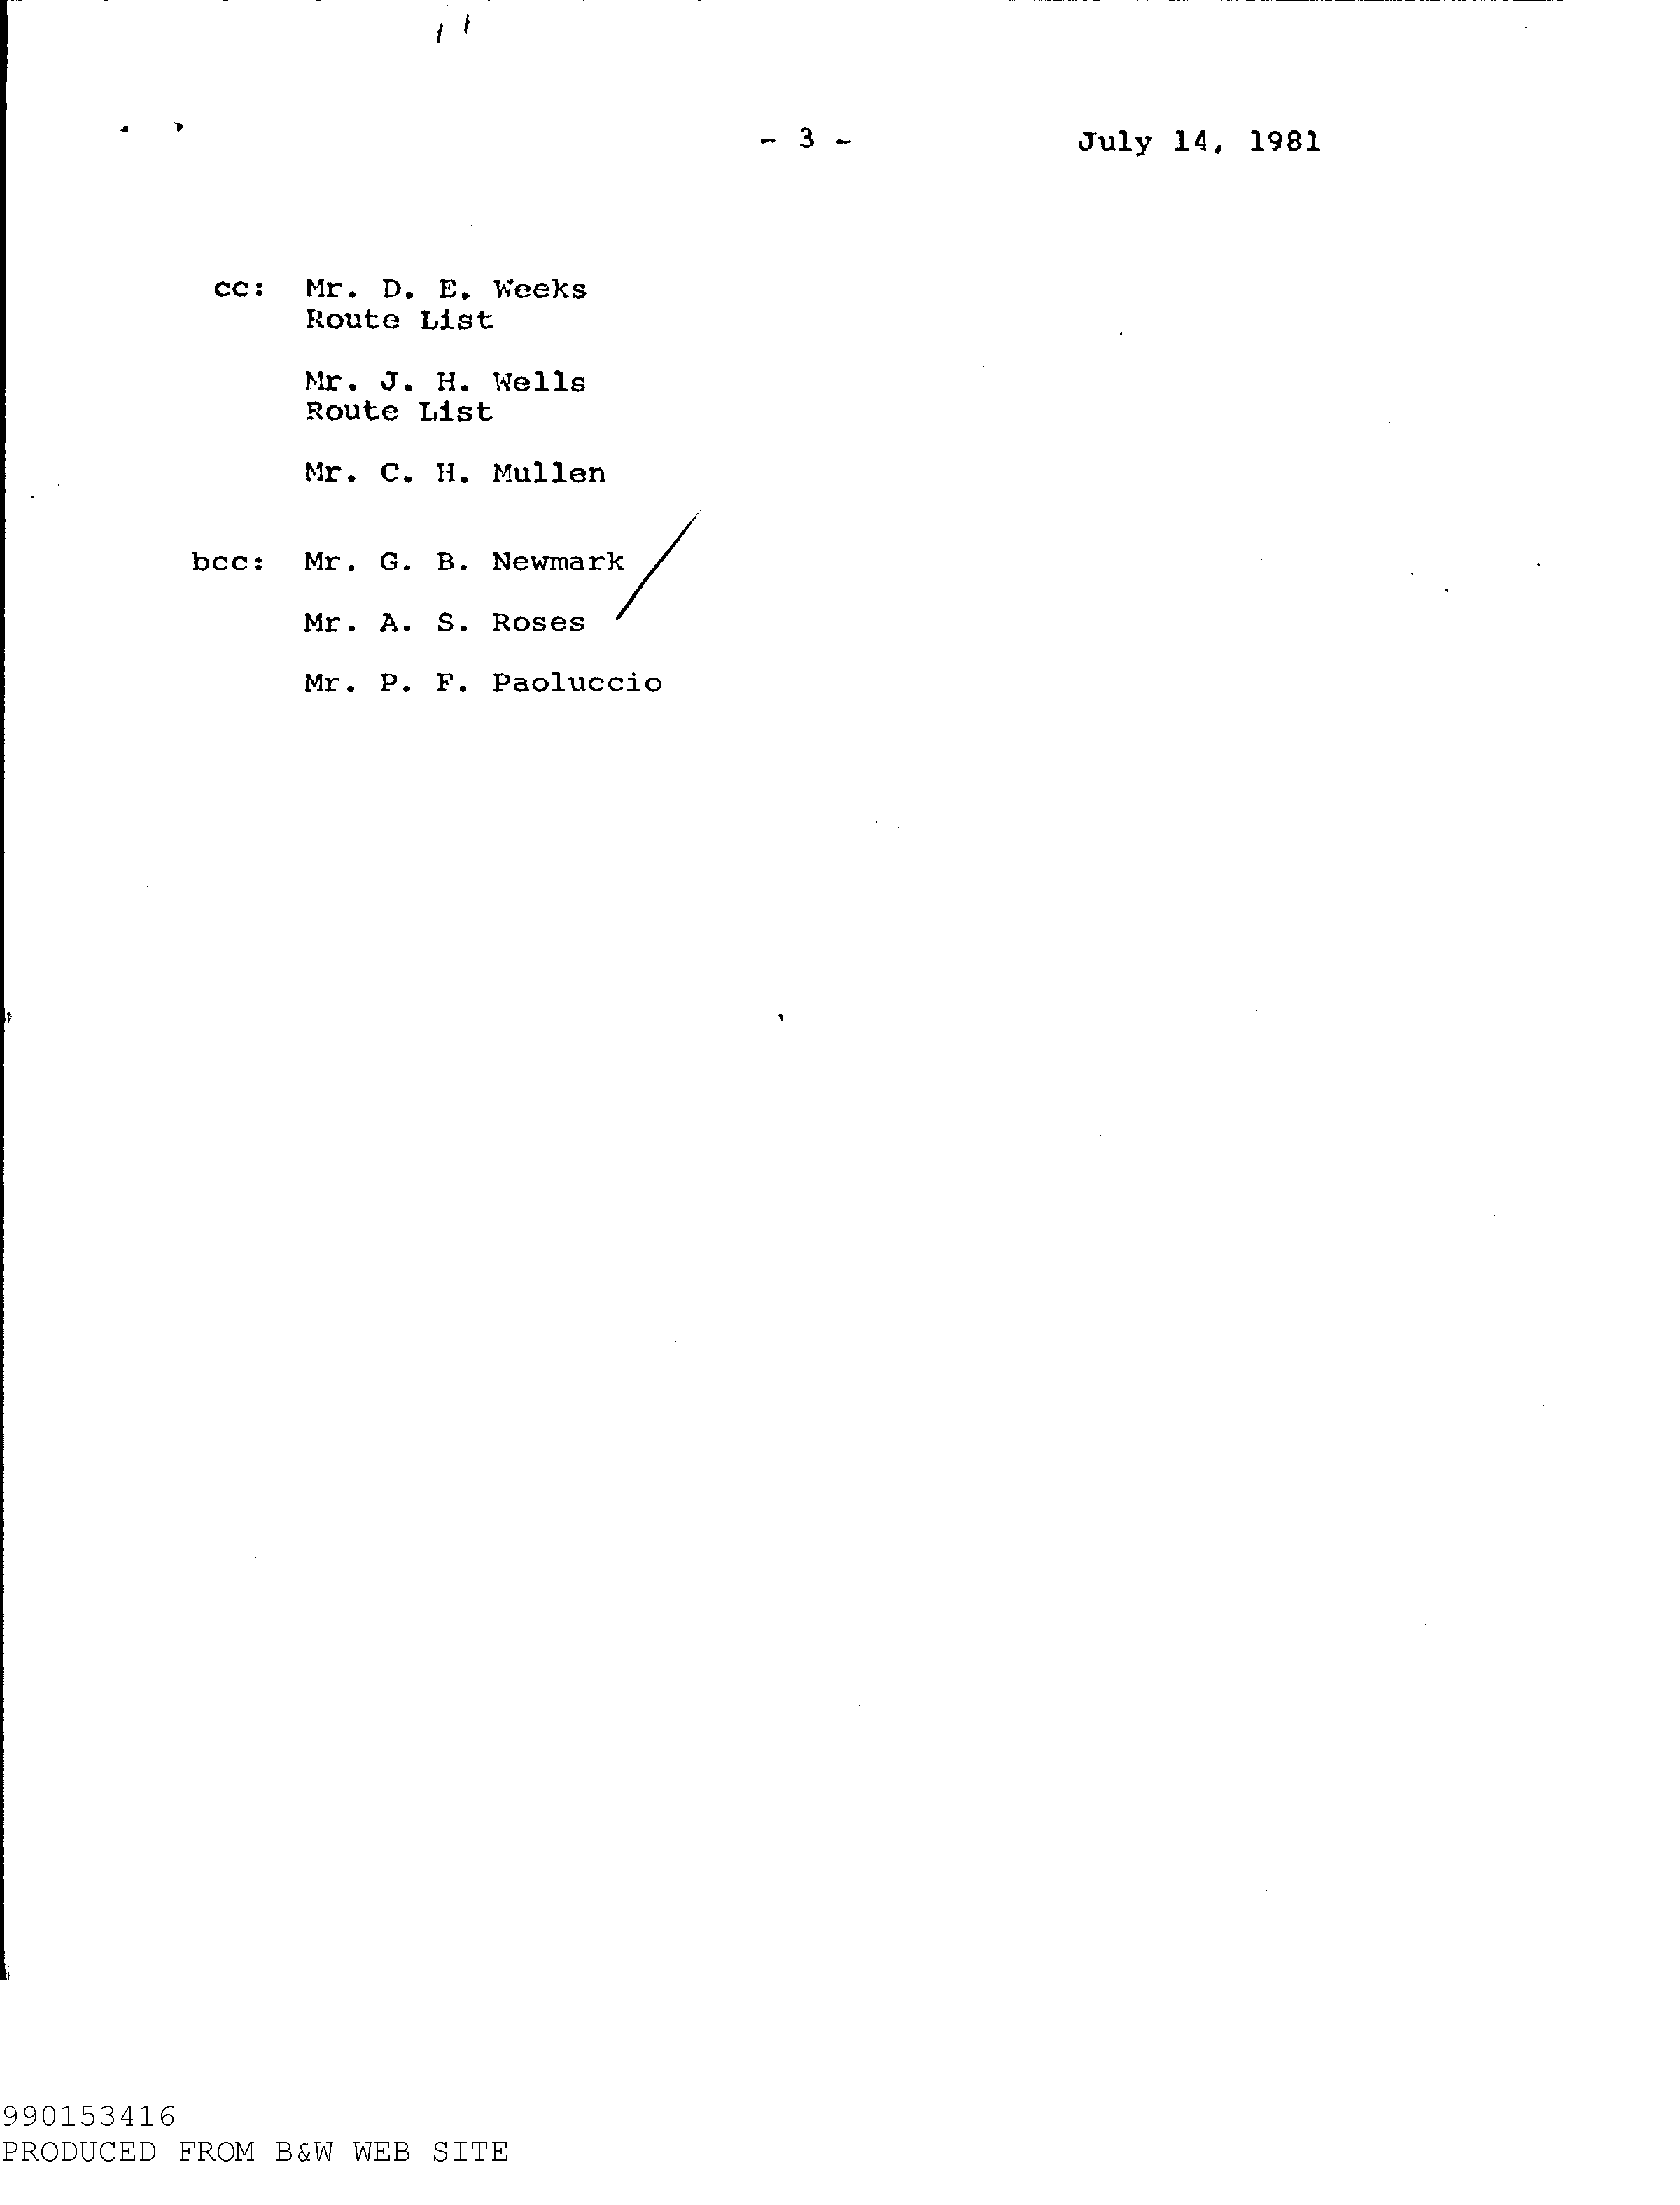 - 3 - July 14, 1981
cc: Mr. D. E. Weeks
Route List
Mr. J. H. Wells
Route List
Mr. C. H. Mullen
bcc: Mr. G. B. Newmark
Mr. A. S. Roses
Mr. P. F. Paoluccio
990153416
PRODUCED FROM B&W WEB SITE